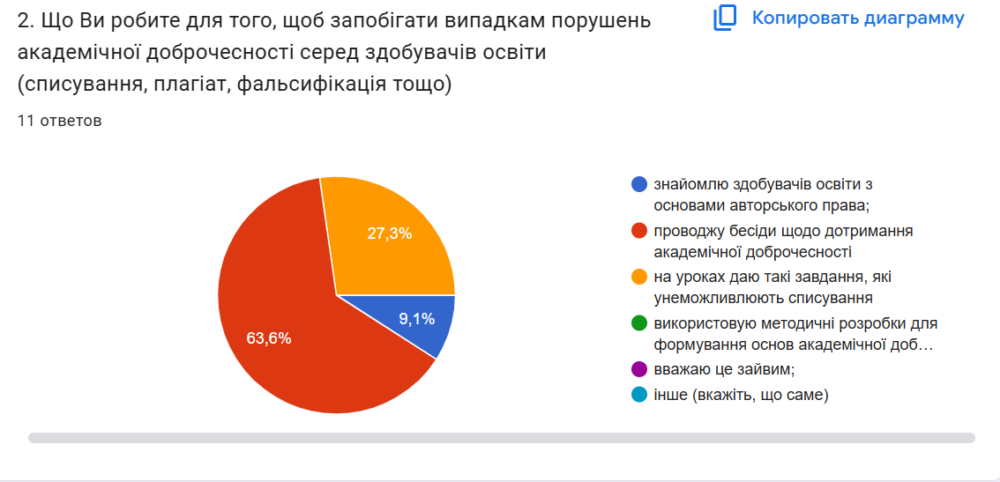 2. Що Ви робите для того, щоб запобігати випадкам порушень
академічної доброчесності серед здобувачів освіти
(списування, плагіат, фальсифікація тощо)
Копировать диаграмму
11 ответов
27,3%
9,1%
63,6%
знайомлю здобувачів освіти з
основами авторського права;
проводжу бесіди щодо дотримання
академічної доброчесності
на уроках даю такі завдання, які
унеможливлюють списування
використовую методичні розробки для
формування основ академічної доб…
вважаю це зайвим;
інше (вкажіть, що саме)